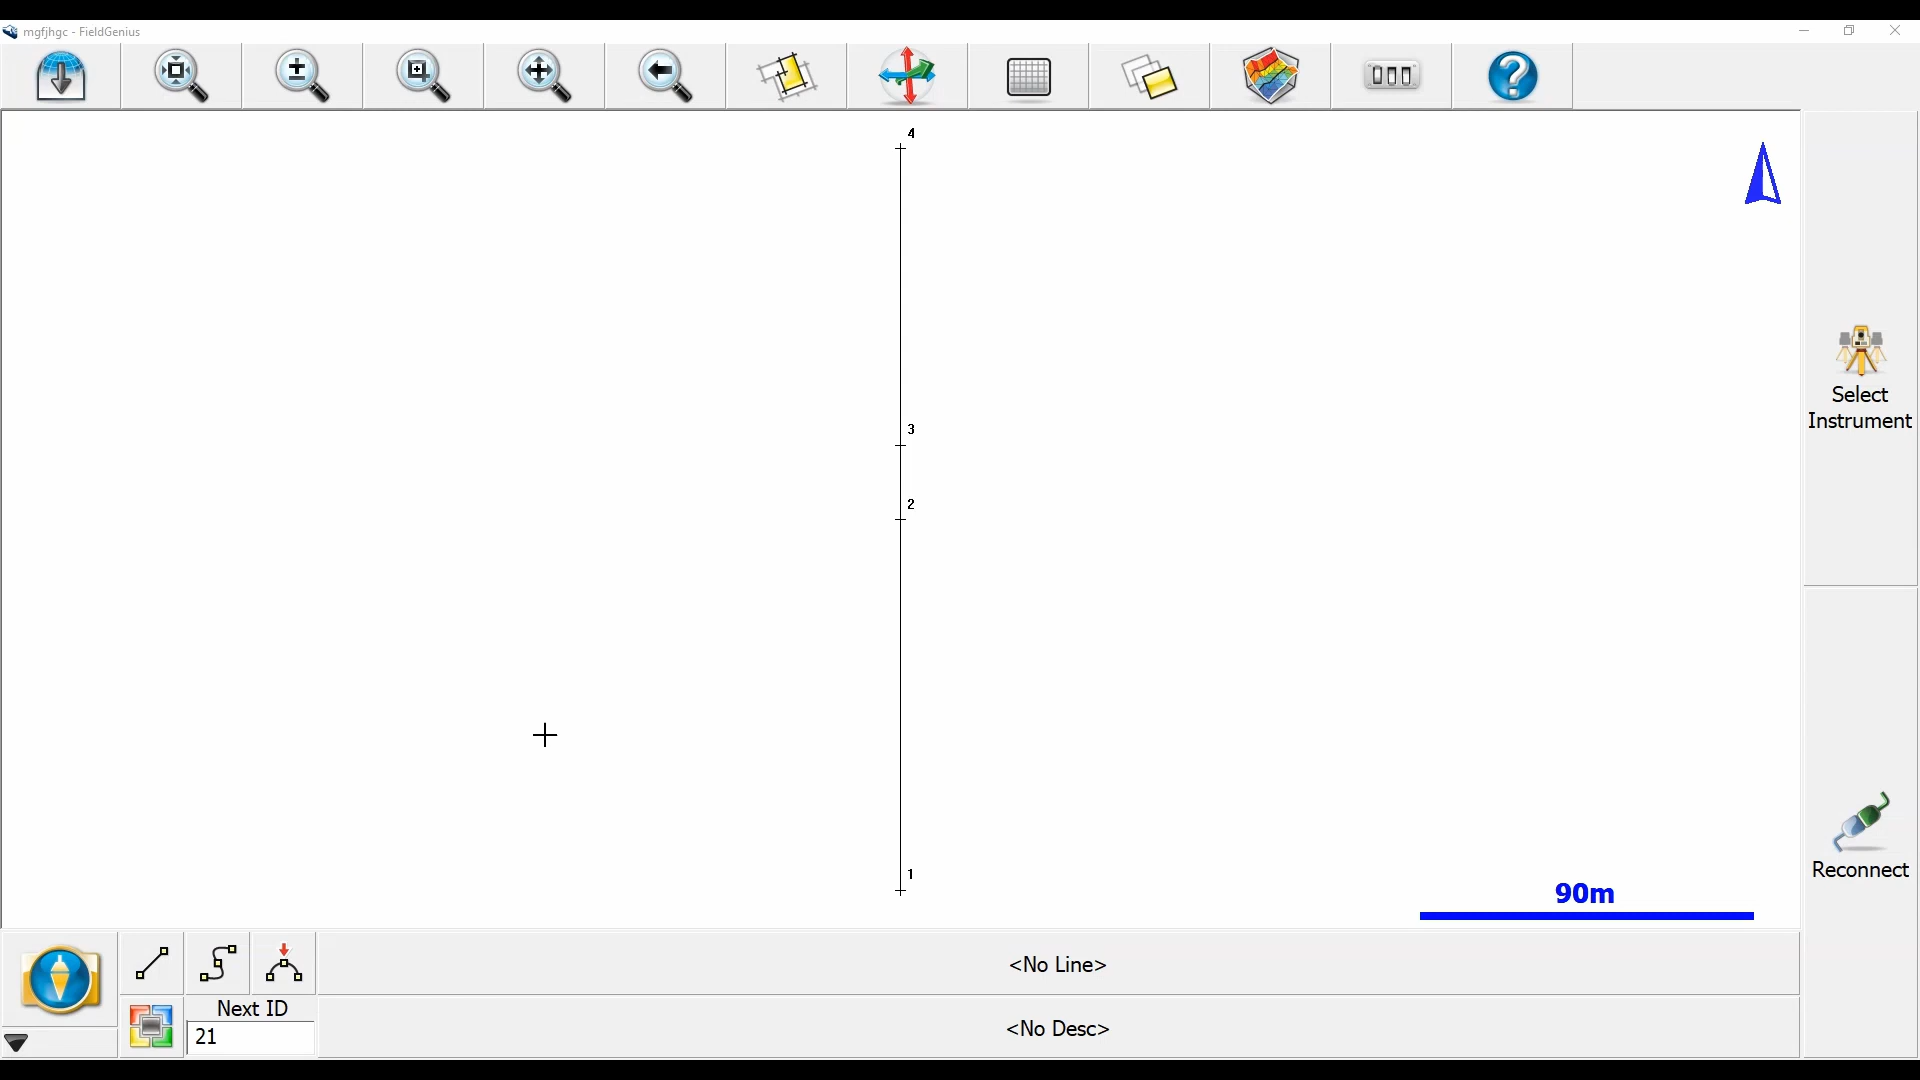 mgfjhgc - FieldGenius
4
3
2
1
90m
Select
Instrument
Reconnect
<No Line>
Next ID
21
<No Desc>